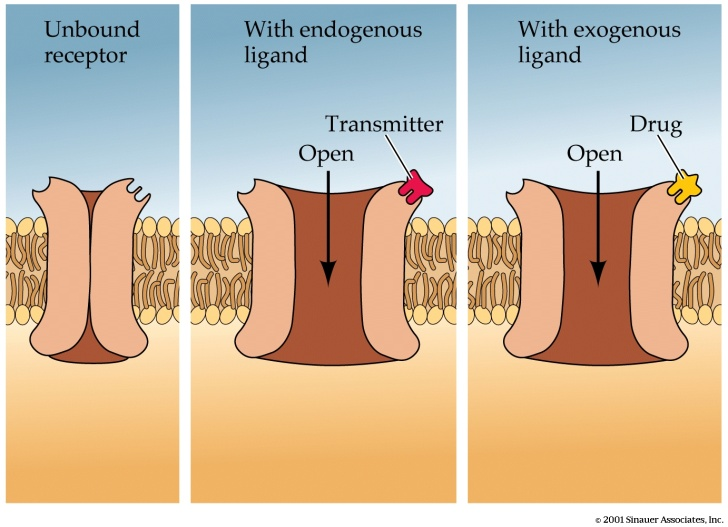 Unbound
receptor
With endogenous
ligand
Transmitter
Open
With exogenous
ligand
Drug
Open
© 2001 Sinauer Associates, Inc.